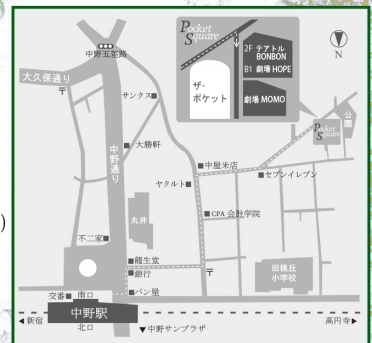 Pocket
Square
2F テアトル
BONBON
B1 劇場 HOPE
ザ・
ポケット
劇場 MOMO
N
中野五差路
大久保通り
〒
サンクス■
中野通り
大勝軒
Pocket
Square
公園
■中屋米店
■セブンイレブン
ヤクルト■
丸井
■CPA 会計学院
不二家■
■龍生堂
■銀行
〒
旧桃丘
小学校
交番■ 南口
■パン屋
中野駅
◀新宿
高円寺▶
北口
▼中野サンプラザ
)